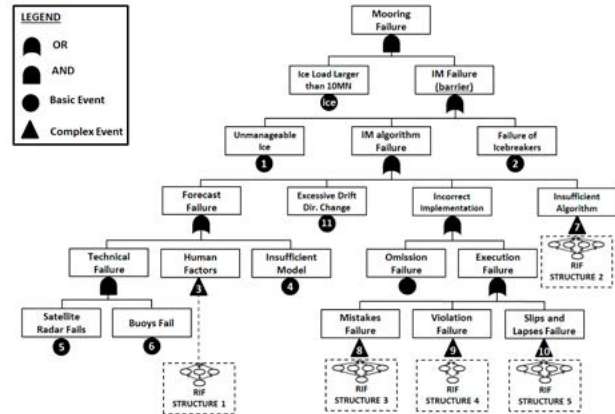 LEGEND
OR
AND
Basic Event
Complex Event
Mooring
Failure
Ice Load Larger
than 10MN
ice
IM Failure
(barrier)
Unmanageable
Ice
1
IM algorithm
Failure
Failure of
Icebreakers
2
Forecast
Failure
Excessive Drift
Dir. Change
11
Incorrect
Implementation
Insufficient
Algorithm
7
RIF
STRUCTURE 2
Technical
Failure
Human
Factors
3
Insufficient
Model
4
Omission
Failure
Execution
Failure
Satellite
Radar Fails
5
Buoys Fail
6
Mistakes
Failure
8
Violation
Failure
9
Slips and
Lapses Failure
10
RIF
STRUCTURE 1
RIF
STRUCTURE 3
RIF
STRUCTURE 4
RIF
STRUCTURE 5